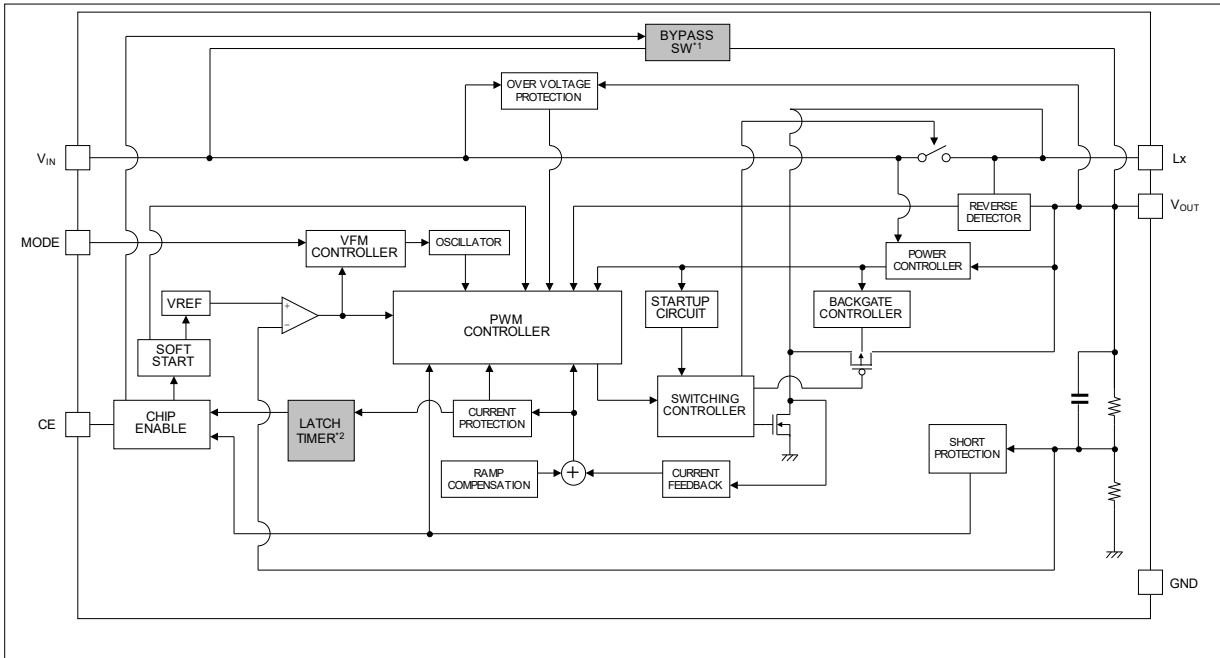 BYPASS
SW*1
OVER VOLTAGE
PROTECTION
VIN
Lx
REVERSE
DETECTOR
VOUT
MODE
VFM
CONTROLLER
OSCILLATOR
POWER
CONTROLLER
VREF
+
−
PWM
CONTROLLER
STARTUP
CIRCUIT
BACKGATE
CONTROLLER
SOFT
START
SWITCHING
CONTROLLER
CE
CHIP
ENABLE
LATCH
TIMER*2
CURRENT
PROTECTION
SHORT
PROTECTION
RAMP
COMPENSATION
+
CURRENT
FEEDBACK
GND